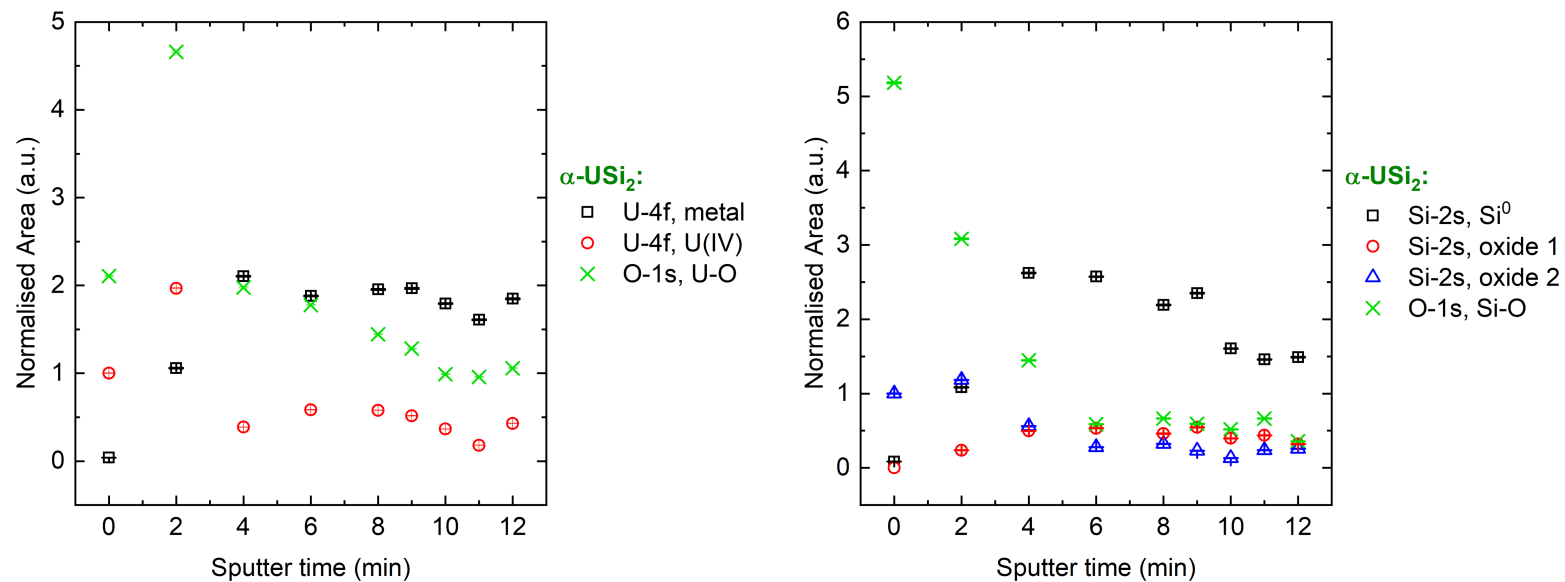 5
4
3
2
1
0
Normalised Area (a.u.)
0 2 4 6 8 10 12
Sputter time (min)
α-USi₂:
U-4f, metal
U-4f, U(IV)
O-1s, U-O
6
5
4
3
2
1
0
Normalised Area (a.u.)
0 2 4 6 8 10 12
Sputter time (min)
α-USi₂:
Si-2s, Si⁰
Si-2s, oxide 1
Si-2s, oxide 2
O-1s, Si-O